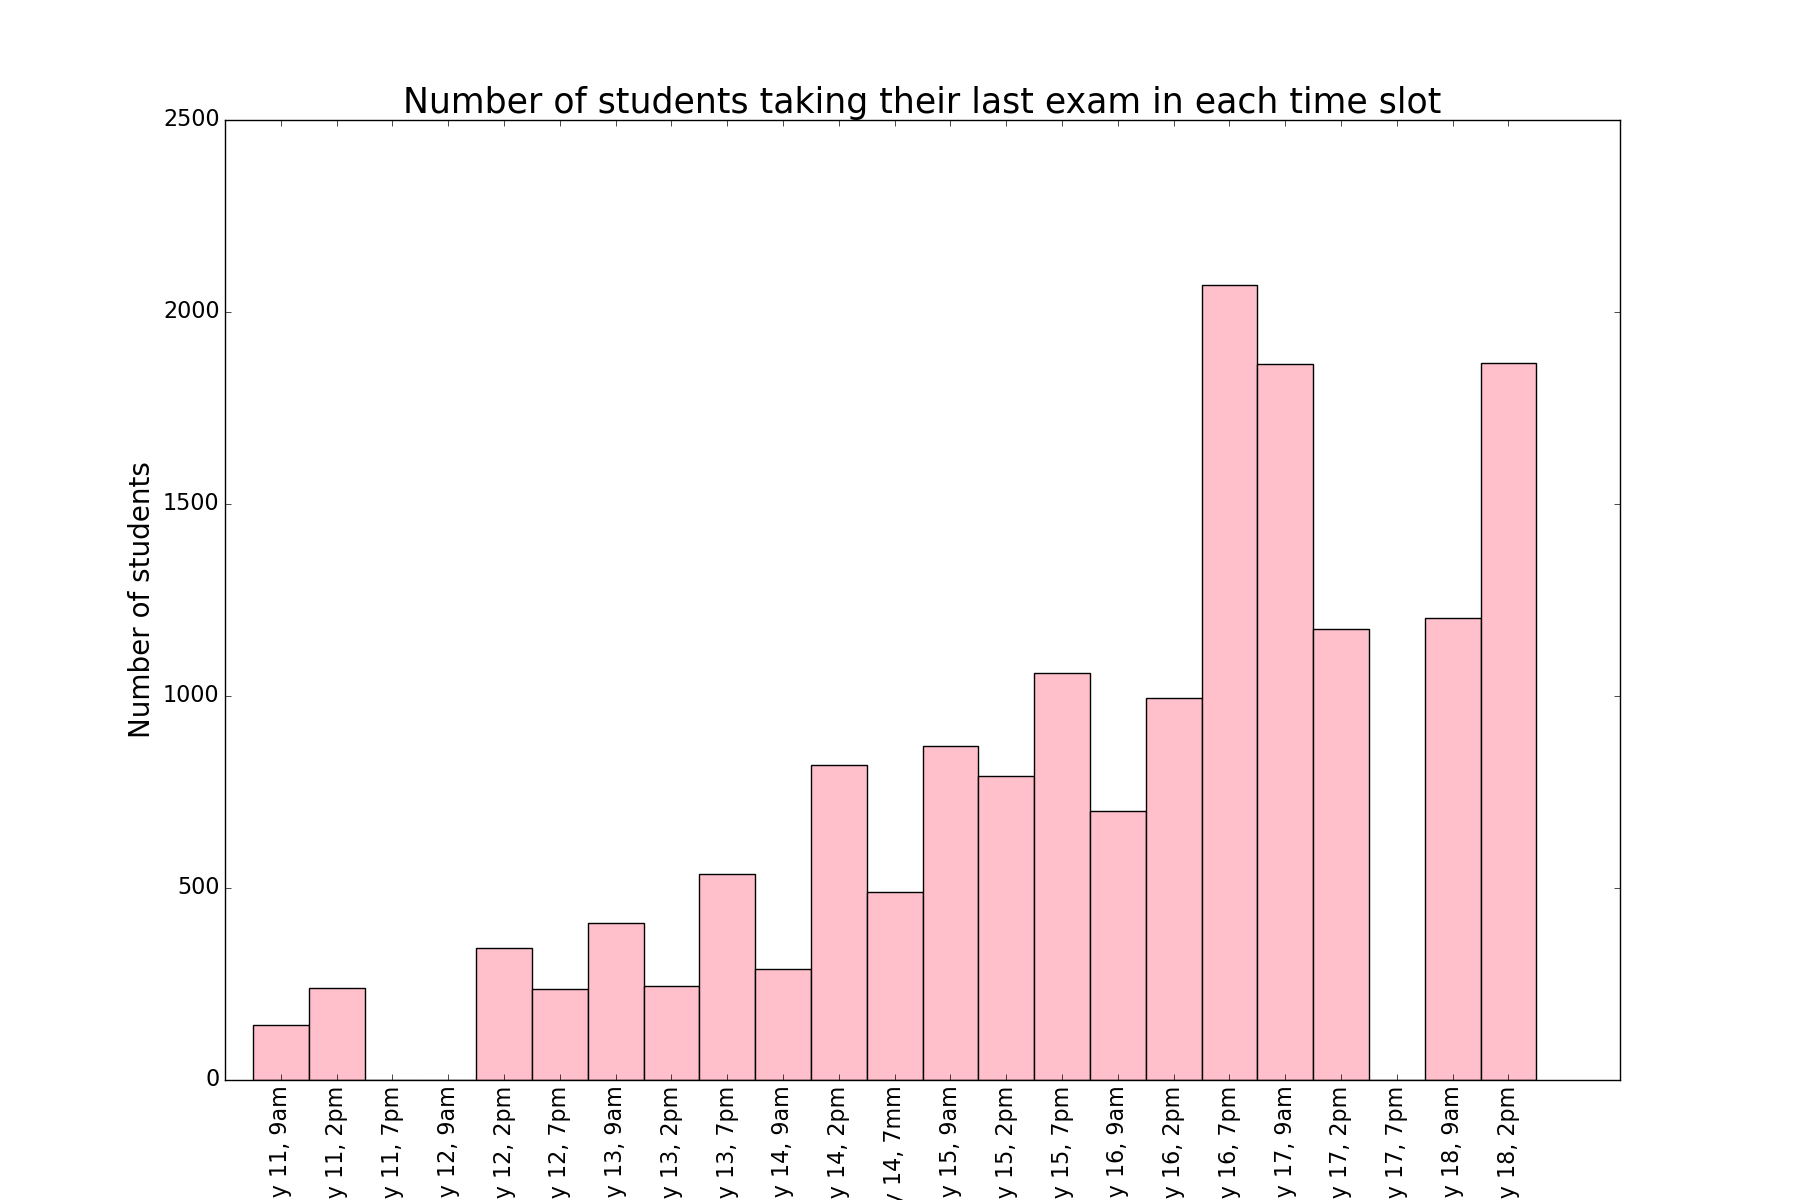 Number of students taking their last exam in each time slot
Number of students
2500
2000
1500
1000
500
0
y 11, 9am
y 11, 2pm
y 11, 7pm
y 12, 9am
y 12, 2pm
y 12, 7pm
y 13, 9am
y 13, 2pm
y 13, 7pm
y 14, 9am
y 14, 2pm
y 14, 7mm
y 15, 9am
y 15, 2pm
y 15, 7pm
y 16, 9am
y 16, 2pm
y 16, 7pm
y 17, 9am
y 17, 2pm
y 17, 7pm
y 18, 9am
y 18, 2pm